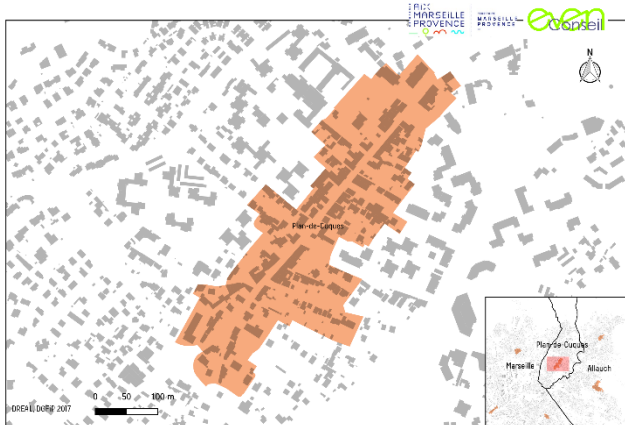 AIX
MARSEILLE
PROVENCE
MARSEILLE
PROVENCE
even
Conseil
N
Plan-de-Cuques
Plan-de-Cuques
Marseille
Allauch
0 50 100 m
DREAL, DGFiP 2017